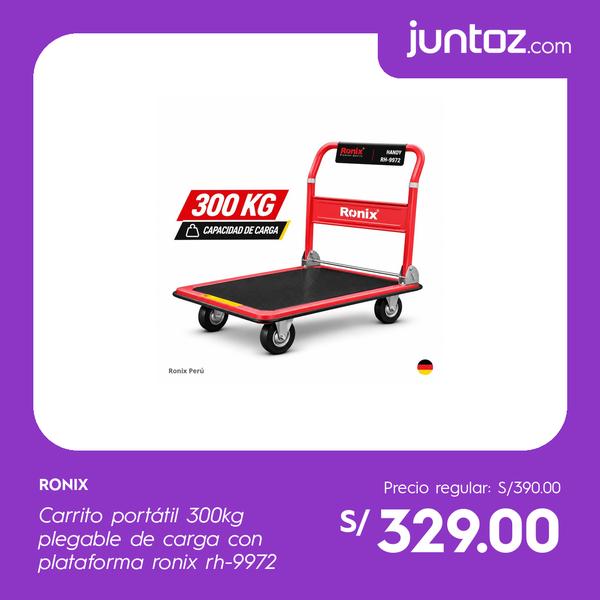 juntoz.com
Ronix
HANDY
RH-9972
300 KG
CAPACIDAD DE CARGA
Ronix
Ronix Perú
RONIX
Carrito portátil 300kg
plegable de carga con
plataforma ronix rh-9972
Precio regular: S/390.00
S/ 329.00